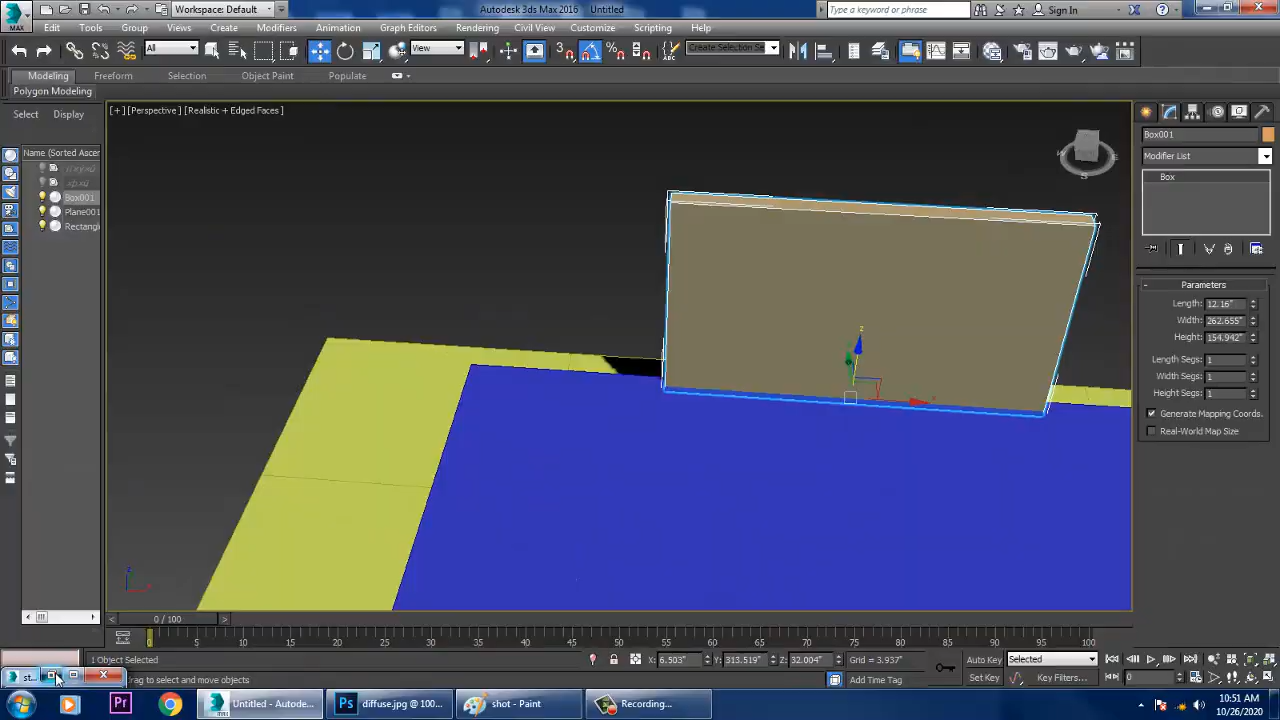 MAX
Workspace: Default
Autodesk 3ds Max 2016    Untitled
Type a keyword or phrase
Sign In
Edit Tools Group Views Create Modifiers Animation Graph Editors Rendering Civil View Customize Scripting Help
All
View
3
Create Selection Se
Modeling Freeform Selection Object Paint Populate
Polygon Modeling
Select Display
Name (Sorted Ascen
Box001
Plane001
Rectangl
[+] [Perspective] [Realistic + Edged Faces]
S
Box001
Modifier List
Box
- Parameters
Length: 12.16"
Width: 262.655"
Height: 154.942"
Length Segs: 1
Width Segs: 1
Height Segs: 1
Generate Mapping Coords.
Real-World Map Size
z
x
z
0 / 100
0 5 10 15 20 25 30 35 40 45 50 55 60 65 70 75 80 85 90 95 100
1 Object Selected
X: 6.503" Y: 313.519" Z: 32.004" Grid = 3.937"
Auto Key Selected
st...
drag to select and move objects
Add Time Tag
Set Key Key Filters... 0
Untitled - Autode...
Ps diffuse.jpg @ 100...
shot - Paint
Recording...
Pr
10:51 AM
10/26/2020